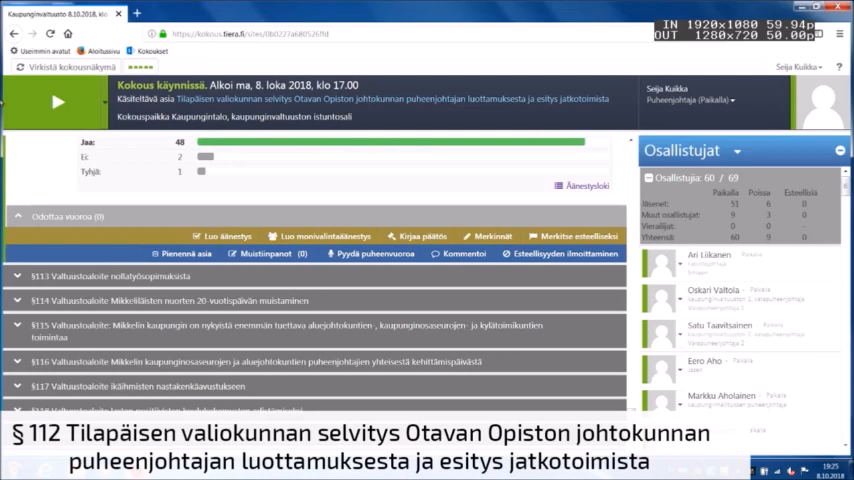 Kaupunginvaltuusto 8.10.2018, klo
IN 1920x1080 59.94p
OUT 1280x720 50.00p
https://kokous.tiera.fi/sites/0b0227a680526ffd
Useimmin avatut Aloitussivu Kokoukset
Virkistä kokousnäkymä
Seija Kuikka
Kokous käynnissä. Alkoi ma, 8. loka 2018, klo 17.00
Käsiteltävä asia Tilapäisen valiokunnan selvitys Otavan Opiston johtokunnan puheenjohtajan luottamuksesta ja esitys jatkotoimista
Kokouspaikka Kaupungintalo, kaupunginvaltuuston istuntosali
Seija Kuikka
Puheenjohtaja (Paikalla)
Jaa: 48
Ei: 2
Tyhjä: 1
Äänestysloki
Odottaa vuoroa (0)
Luo äänestys Luo monivalintaäänestys Kirjaa päätös Merkinnät Merkitse esteelliseksi
Pienennä asia Muistiinpanot (0) Pyydä puheenvuoroa Kommentoi Esteellisyyden ilmoittaminen
§113 Valtuustoaloite nollatyösopimuksista
§114 Valtuustoaloite Mikkeliläisten nuorten 20-vuotispäivän muistaminen
§115 Valtuustoaloite: Mikkelin kaupungin on nykyistä enemmän tuettava aluejohtokuntien-, kaupunginosaseurojen- ja kylätoimikuntien
toimintaa
§116 Valtuustoaloite Mikkelin kaupunginosaseurojen ja aluejohtokuntien puheenjohtajien yhteisestä kehittämispäivästä
§117 Valtuustoaloite ikäihmisten nastakenkäavustukseen
Osallistujat
Osallistujia: 60 / 69
Paikalla Poissa Esteellisiä
Jäsenet: 51 6 0
Muut osallistujat: 9 3 0
Vierailijat: 0 0 -
Yhteensä: 60 9 0
Ari Liikanen Paikalla
Oskari Valtola Paikalla
Kaupunginvaltuuston 1. varapuheenjohtaja
Varapuheenjohtaja 1
Satu Taavitsainen Paikalla
Kaupunginvaltuuston 2. varapuheenjohtaja
Varapuheenjohtaja 2
Eero Aho Paikalla
Jäsen
Markku Aholainen Paikalla
§ 112 Tilapäisen valiokunnan selvitys Otavan Opiston johtokunnan
puheenjohtajan luottamuksesta ja esitys jatkotoimista
19:25
8.10.2018